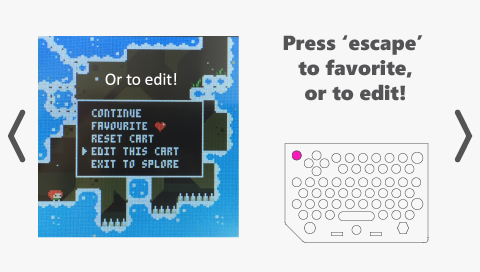 Or to edit!
CONTINUE
FAVOURITE
RESET CART
EDIT THIS CART
EXIT TO SPLORE
Press ‘escape’
to favorite,
or to edit!